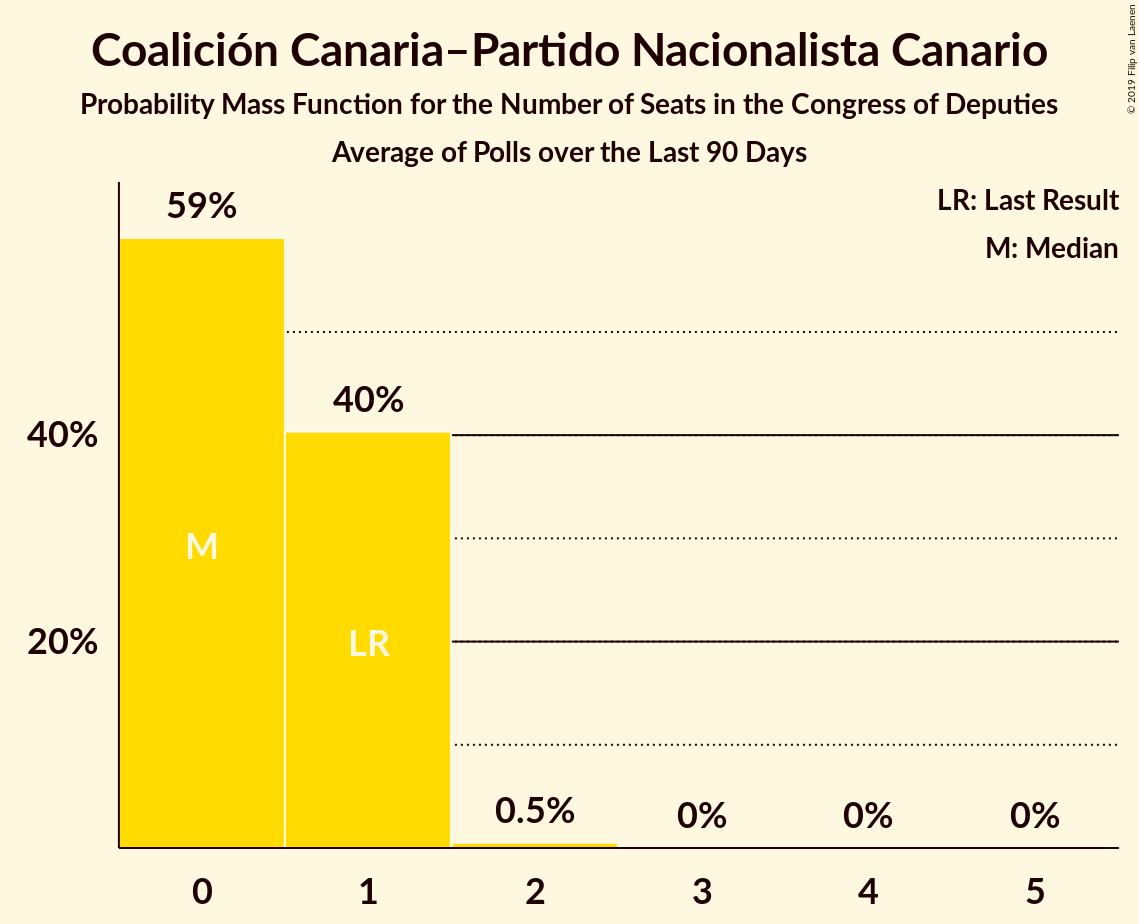 Coalición Canaria–Partido Nacionalista Canario
Probability Mass Function for the Number of Seats in the Congress of Deputies
Average of Polls over the Last 90 Days
© 2019 Filip van Laenen
LR: Last Result
M: Median
59%
40%
0.5%
0%
0%
0%
40%
20%
M
LR
0
1
2
3
4
5